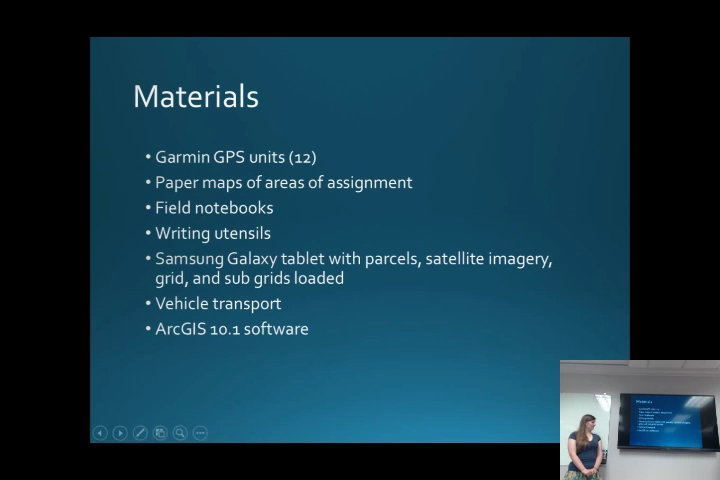 Materials
• Garmin GPS units (12)
• Paper maps of areas of assignment
• Field notebooks
• Writing utensils
• Samsung Galaxy tablet with parcels, satellite imagery,
grid, and sub grids loaded
• Vehicle transport
• ArcGIS 10.1 software
Materials